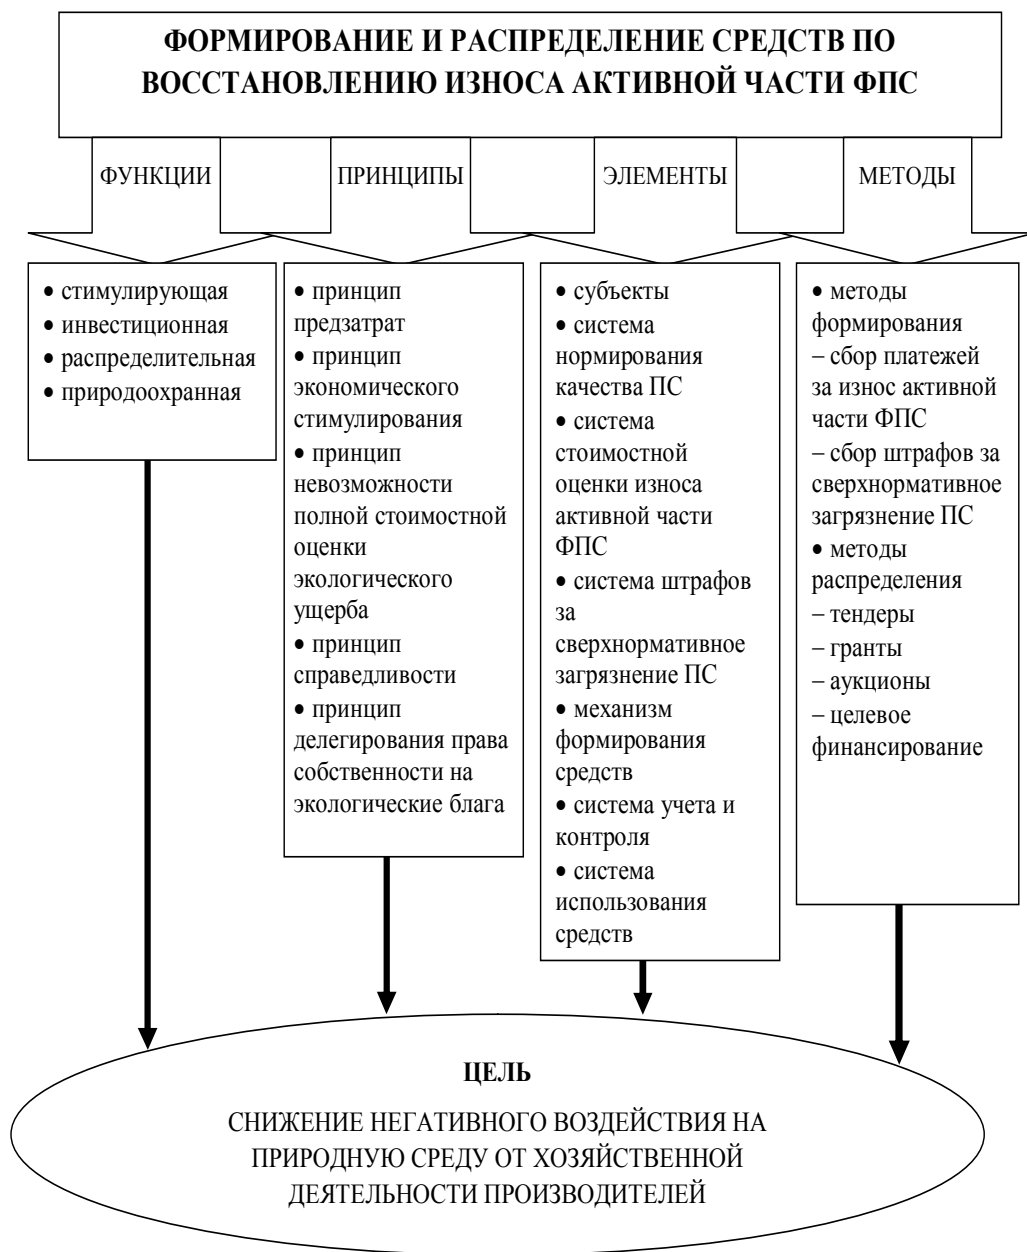 ФОРМИРОВАНИЕ И РАСПРЕДЕЛЕНИЕ СРЕДСТВ ПО
ВОССТАНОВЛЕНИЮ ИЗНОСА АКТИВНОЙ ЧАСТИ ФПС
ФУНКЦИИ
• стимулирующая
• инвестиционная
• распределительная
• природоохранная
ПРИНЦИПЫ
• принцип
предзатрат
• принцип
экономического
стимулирования
• принцип
невозможности
полной стоимостной
оценки
экологического
ущерба
• принцип
справедливости
• принцип
делегирования права
собственности на
экологические блага
ЭЛЕМЕНТЫ
• субъекты
• система
нормирования
качества ПС
• система
стоимостной
оценки износа
активной части
ФПС
• система штрафов
за
сверхнормативное
загрязнение ПС
• механизм
формирования
средств
• система учета и
контроля
• система
использования
средств
МЕТОДЫ
• методы
формирования
– сбор платежей
за износ активной
части ФПС
– сбор штрафов за
сверхнормативное
загрязнение ПС
• методы
распределения
– тендеры
– гранты
– аукционы
– целевое
финансирование
ЦЕЛЬ
СНИЖЕНИЕ НЕГАТИВНОГО ВОЗДЕЙСТВИЯ НА
ПРИРОДНУЮ СРЕДУ ОТ ХОЗЯЙСТВЕННОЙ
ДЕЯТЕЛЬНОСТИ ПРОИЗВОДИТЕЛЕЙ